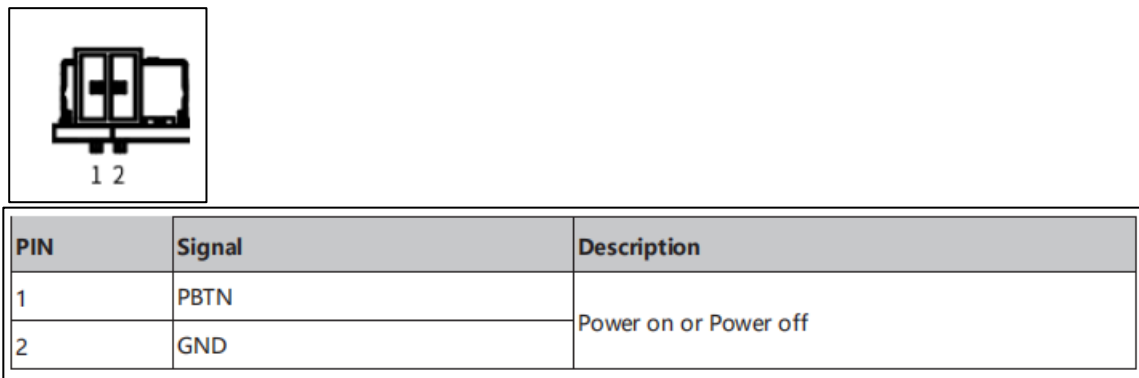 1 2
PIN Signal Description
1 PBTN
Power on or Power off
2 GND